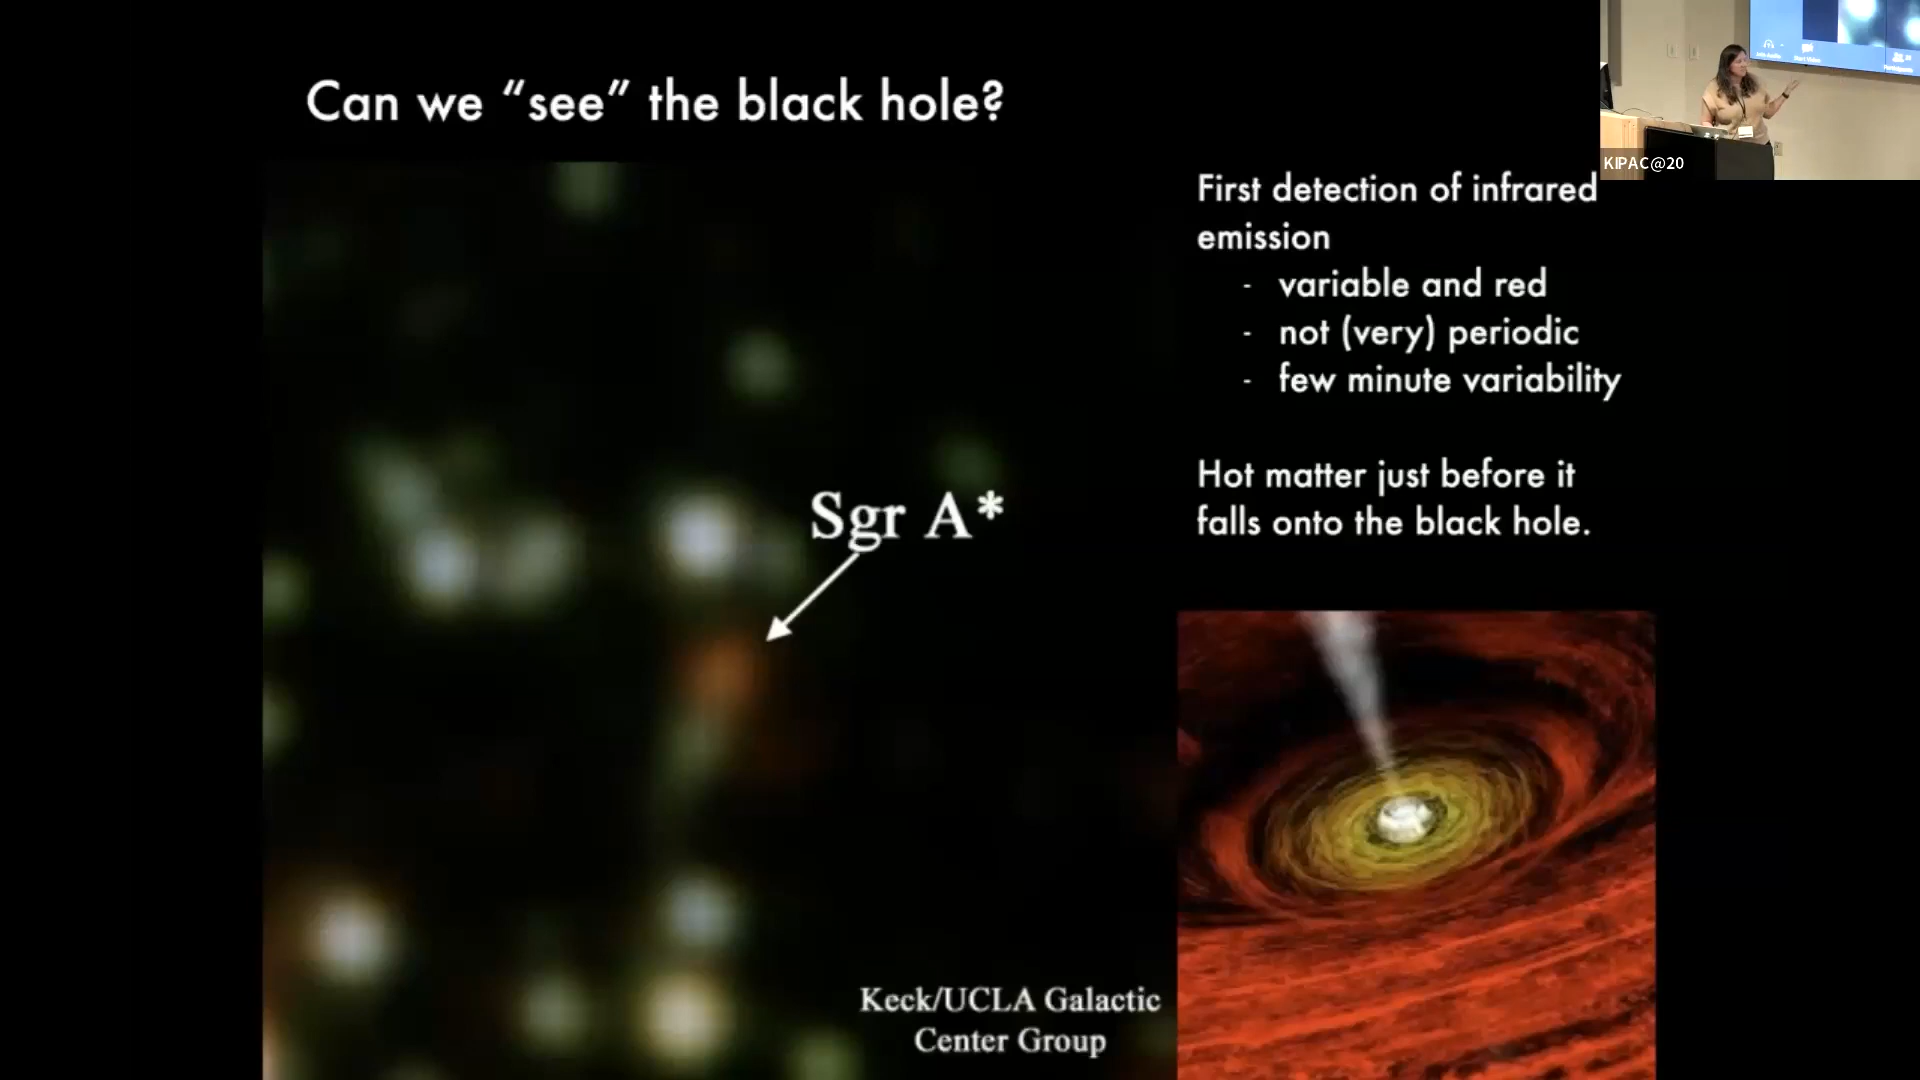 Can we “see” the black hole?
KIPAC@20
First detection of infrared
emission
- variable and red
- not (very) periodic
- few minute variability
Hot matter just before it
falls onto the black hole.
Sgr A*
Keck/UCLA Galactic
Center Group